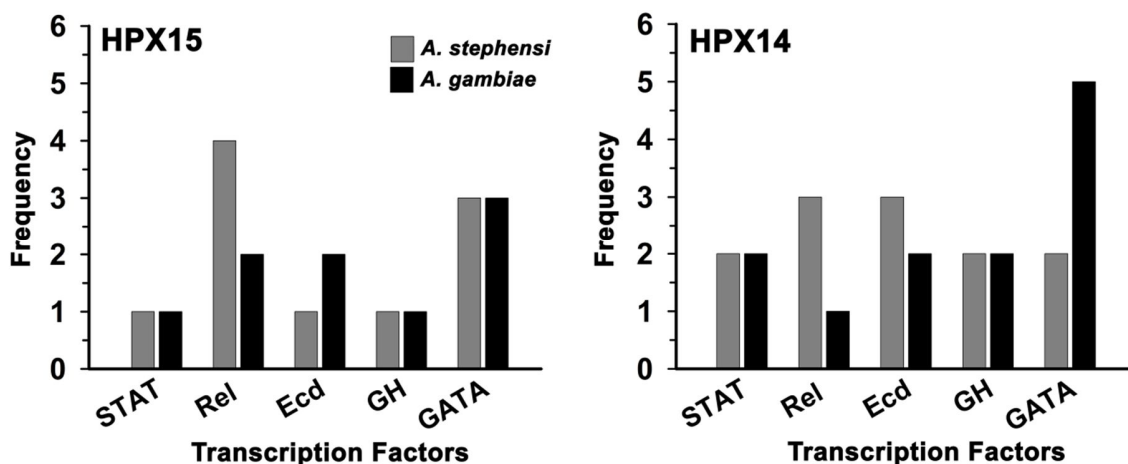 HPX15
A. stephensi
A. gambiae
Frequency
6
5
4
3
2
1
0
STAT
Rel
Ecd
GH
GATA
Transcription Factors
HPX14
Frequency
6
5
4
3
2
1
0
STAT
Rel
Ecd
GH
GATA
Transcription Factors